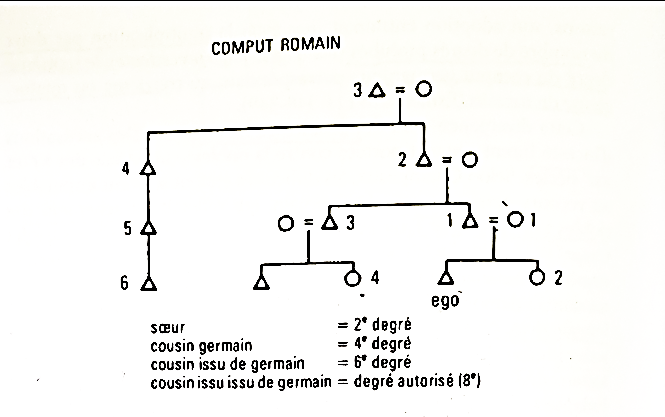 COMPUT ROMAIN
3 Δ = O
4 Δ 2 Δ = O
5 Δ O = Δ 3 1 Δ = O 1
6 Δ Δ O 4 Δ O 2
ego
sœur = 2ᵉ degré
cousin germain = 4ᵉ degré
cousin issu de germain = 6ᵉ degré
cousin issu issu de germain = degré autorisé (8ᵉ)